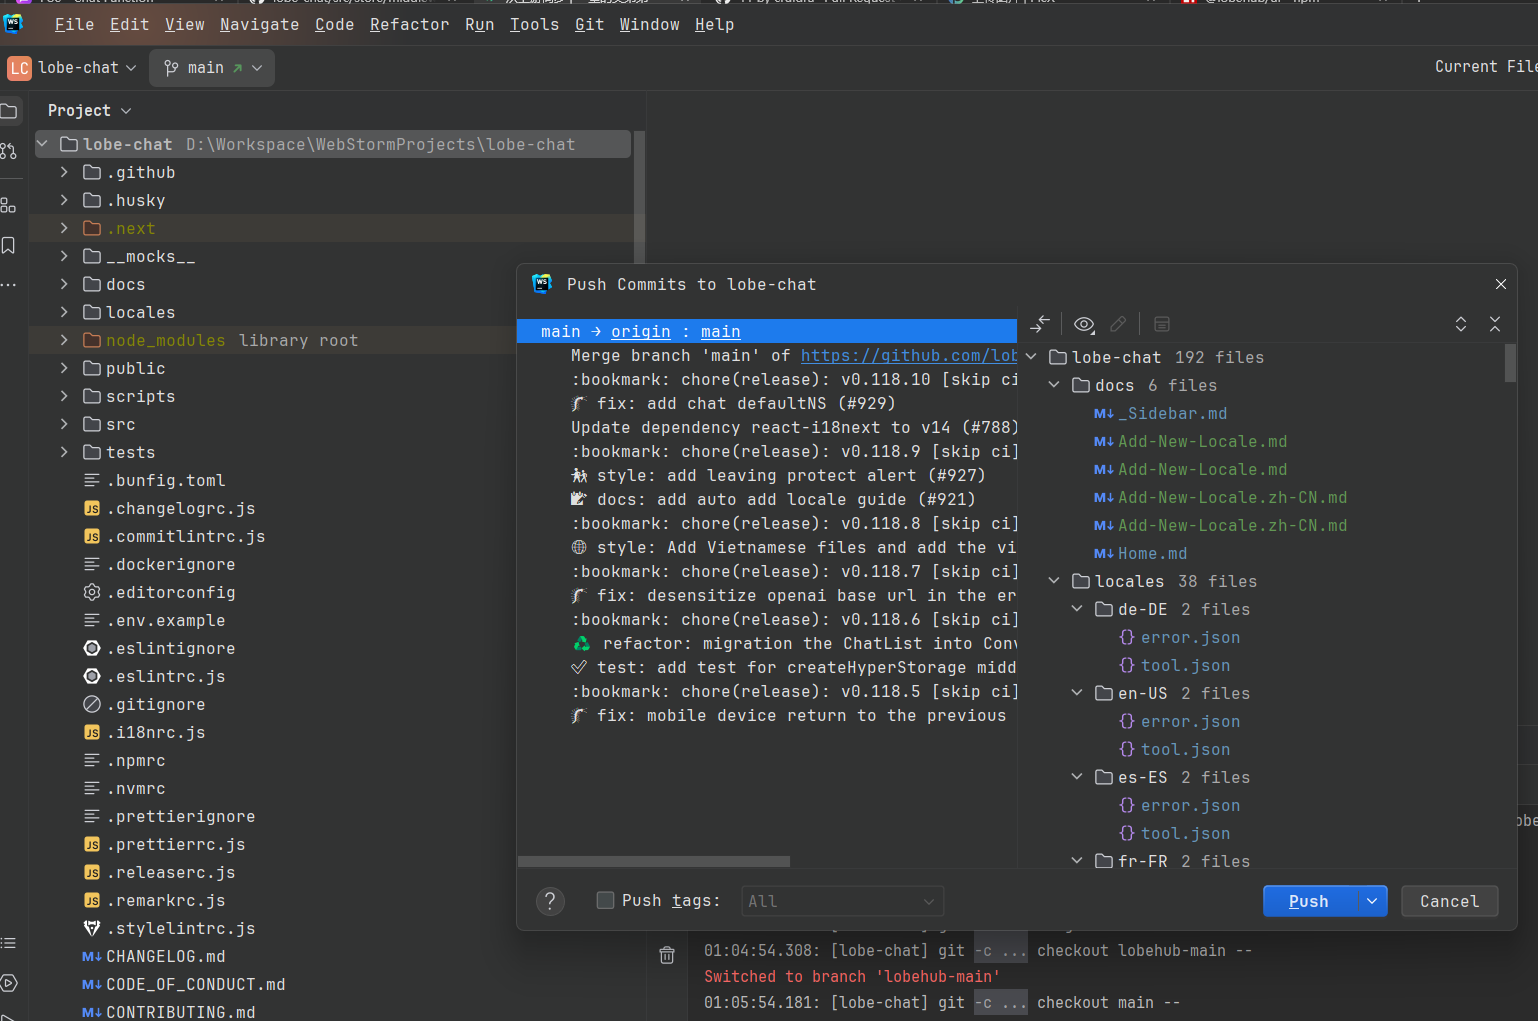 File Edit View Navigate Code Refactor Run Tools Git Window Help
LC lobe-chat main Current File
Project
lobe-chat D:\Workspace\WebStormProjects\lobe-chat
.github
.husky
.next
__mocks__
docs
locales
node_modules library root
public
scripts
src
tests
.bunfig.toml
.changelogrc.js
.commitlintrc.js
.dockerignore
.editorconfig
.env.example
.eslintignore
.eslintrc.js
.gitignore
.i18nrc.js
.npmrc
.nvmrc
.prettierignore
.prettierrc.js
.releaserc.js
.remarkrc.js
.stylelintrc.js
CHANGELOG.md
CODE_OF_CONDUCT.md
CONTRIBUTING.md
Push Commits to lobe-chat
main → origin : main
Merge branch 'main' of https://github.com/lob
:bookmark: chore(release): v0.118.10 [skip ci
fix: add chat defaultNS (#929)
Update dependency react-i18next to v14 (#788)
:bookmark: chore(release): v0.118.9 [skip ci]
style: add leaving protect alert (#927)
docs: add auto add locale guide (#921)
:bookmark: chore(release): v0.118.8 [skip ci]
style: Add Vietnamese files and add the vi
:bookmark: chore(release): v0.118.7 [skip ci]
fix: desensitize openai base url in the er
:bookmark: chore(release): v0.118.6 [skip ci]
refactor: migration the ChatList into Conv
test: add test for createHyperStorage midd
:bookmark: chore(release): v0.118.5 [skip ci]
fix: mobile device return to the previous
lobe-chat 192 files
docs 6 files
_Sidebar.md
Add-New-Locale.md
Add-New-Locale.md
Add-New-Locale.zh-CN.md
Add-New-Locale.zh-CN.md
Home.md
locales 38 files
de-DE 2 files
error.json
tool.json
en-US 2 files
error.json
tool.json
es-ES 2 files
error.json
tool.json
fr-FR 2 files
Push tags: All
Push Cancel
01:04:54.308: [lobe-chat] git -c ... checkout lobehub-main --
Switched to branch 'lobehub-main'
01:05:54.181: [lobe-chat] git -c ... checkout main --